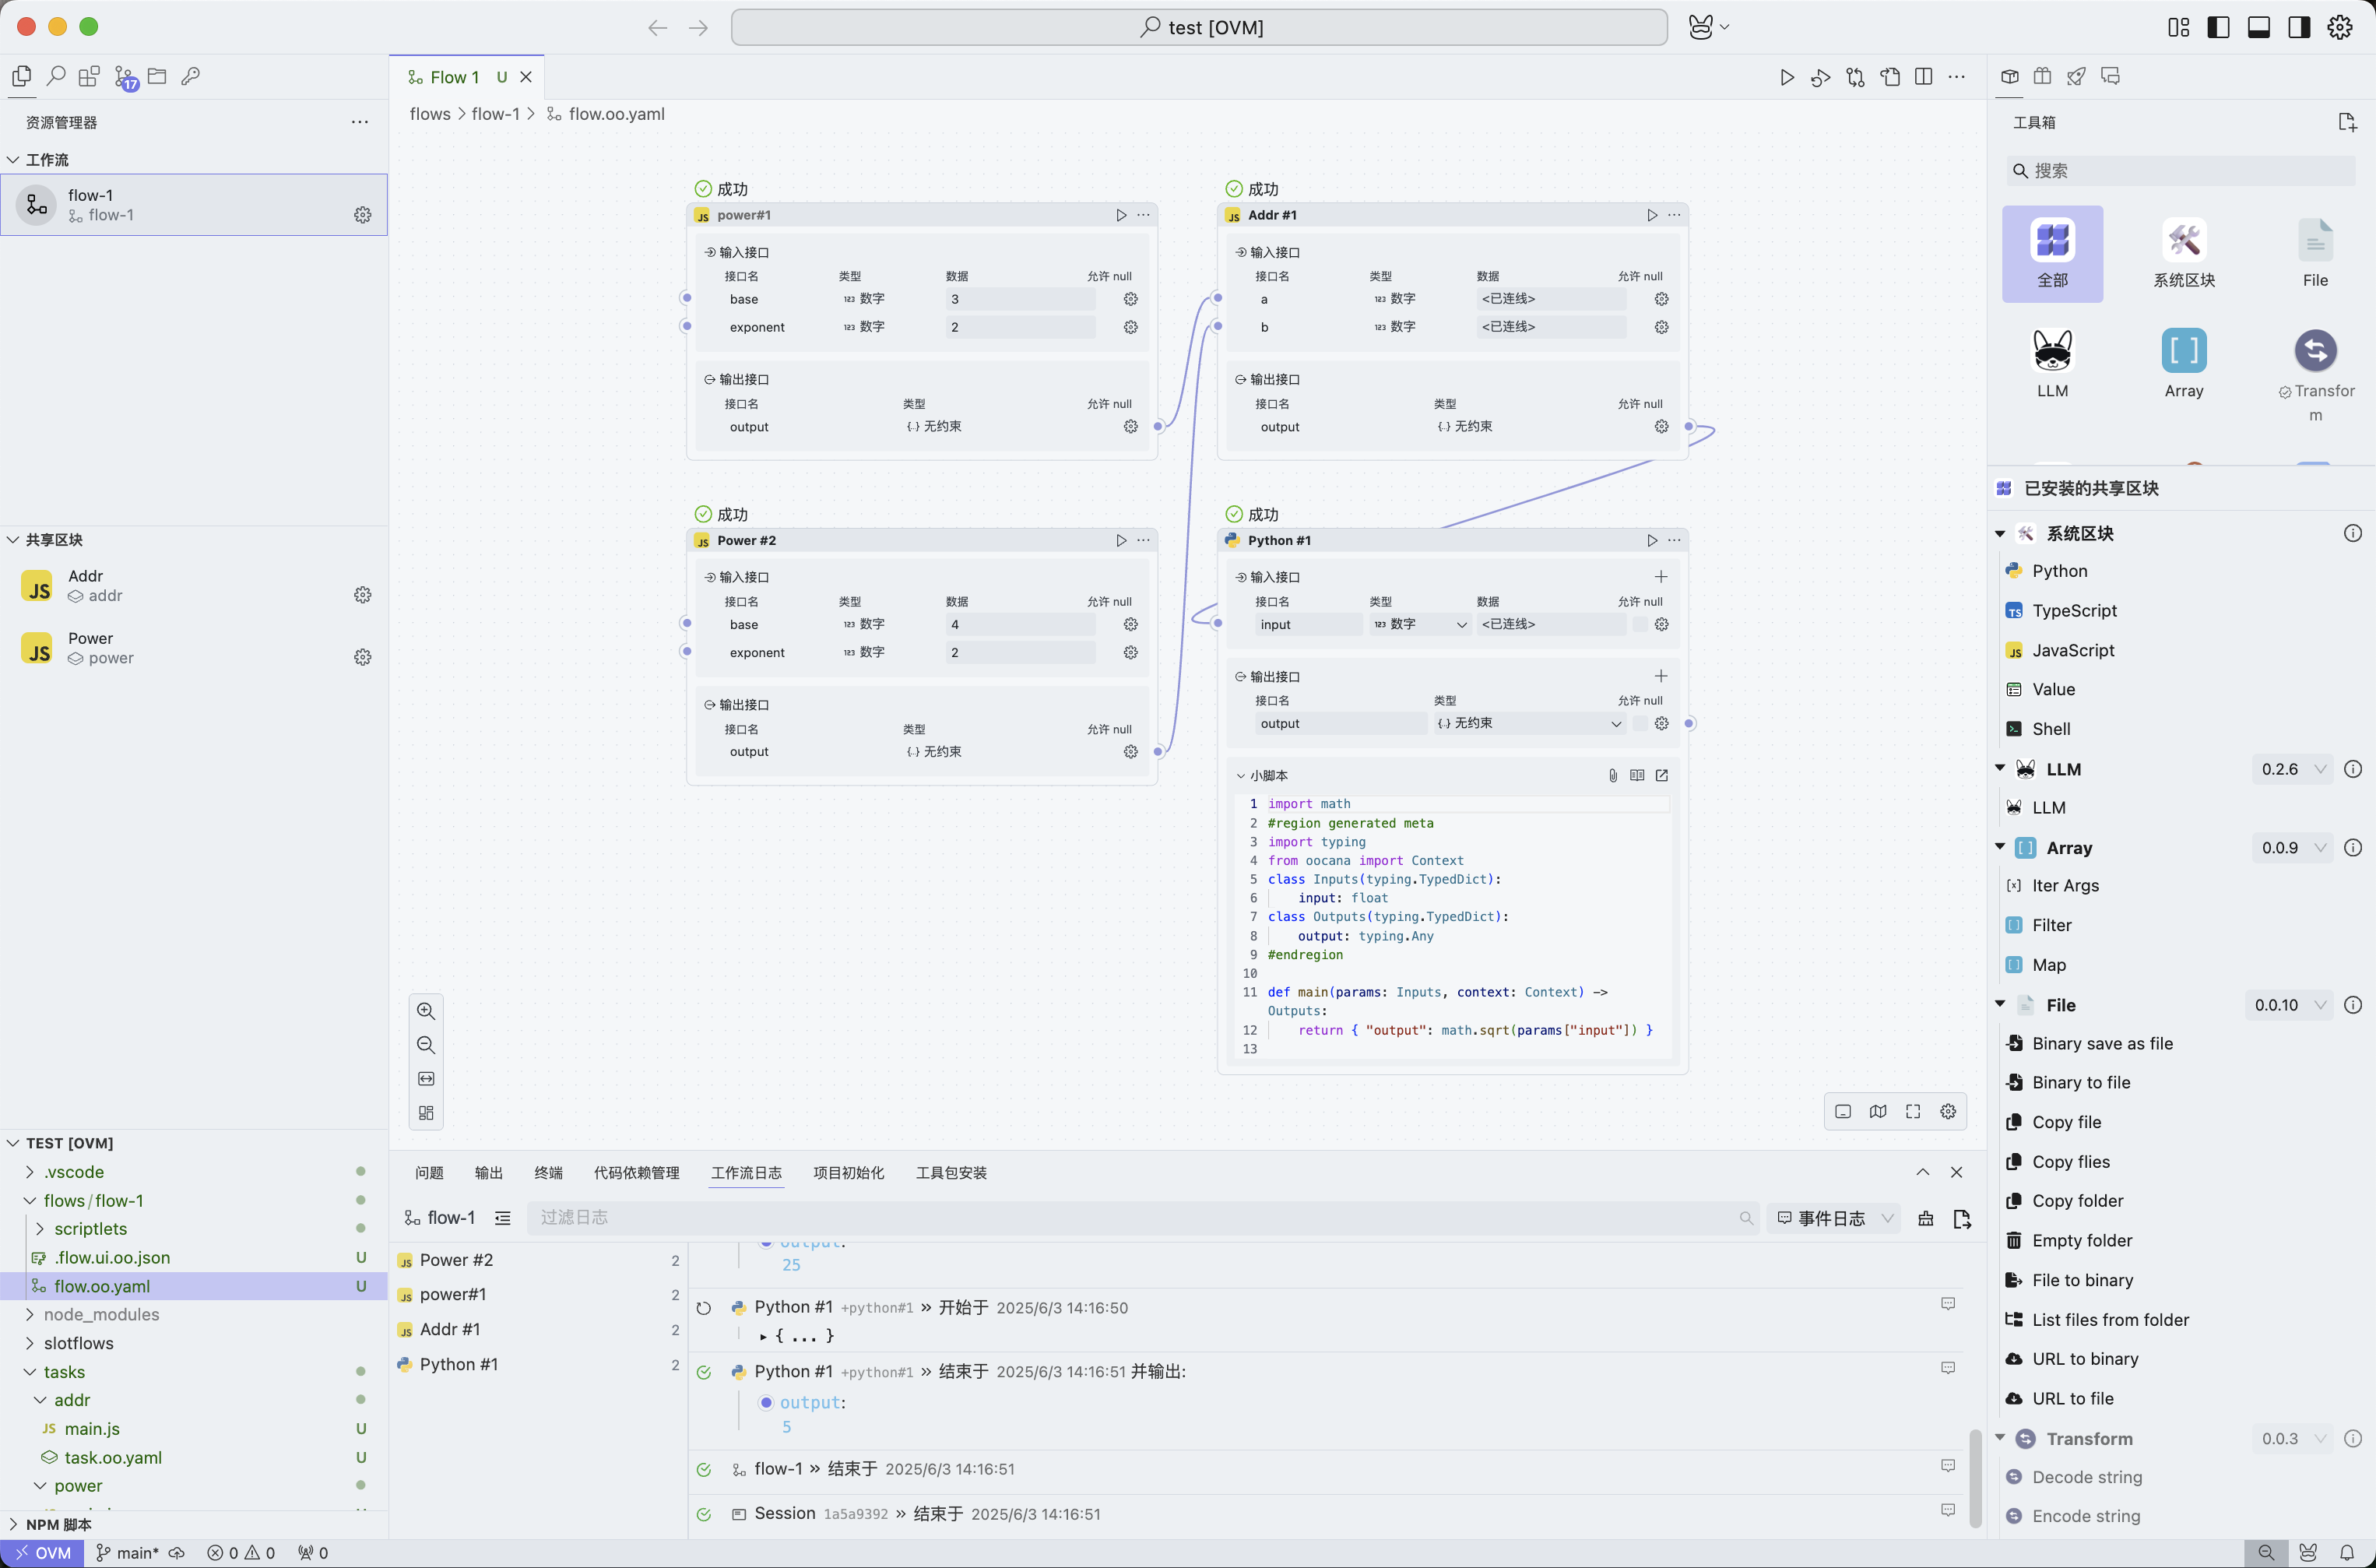 test [OVM]
17
Flow 1 U
flows > flow-1 > flow.oo.yaml
资源管理器
工作流
flow-1
flow-1
共享区块
JS Addr
addr
JS Power
power
TEST [OVM]
.vscode
flows/flow-1
scriptlets
.flow.ui.oo.json U
flow.oo.yaml U
node_modules
slotflows
tasks
addr
JS main.js U
task.oo.yaml U
power
NPM 脚本
成功
JS power#1
输入接口
接口名 类型 数据 允许 null
base 123 数字 3
exponent 123 数字 2
输出接口
接口名 类型 允许 null
output {..} 无约束
成功
JS Addr #1
输入接口
接口名 类型 数据 允许 null
a 123 数字 <已连线>
b 123 数字 <已连线>
输出接口
接口名 类型 允许 null
output {..} 无约束
成功
JS Power #2
输入接口
接口名 类型 数据 允许 null
base 123 数字 4
exponent 123 数字 2
输出接口
接口名 类型 允许 null
output {..} 无约束
成功
Python #1
输入接口
接口名 类型 数据 允许 null
input 123 数字 <已连线>
输出接口
接口名 类型 允许 null
output {..} 无约束
小脚本
1 import math
2 #region generated meta
3 import typing
4 from oocana import Context
5 class Inputs(typing.TypedDict):
6 input: float
7 class Outputs(typing.TypedDict):
8 output: typing.Any
9 #endregion
10
11 def main(params: Inputs, context: Context) ->
Outputs:
12 return { "output": math.sqrt(params["input"]) }
13
问题 输出 终端 代码依赖管理 工作流日志 项目初始化 工具包安装
flow-1 过滤日志 事件日志
JS Power #2 2
JS power#1 2
JS Addr #1 2
Python #1 2
output:
25
Python #1 +python#1 » 开始于 2025/6/3 14:16:50
▸ { ... }
Python #1 +python#1 » 结束于 2025/6/3 14:16:51 并输出:
output:
5
flow-1 » 结束于 2025/6/3 14:16:51
Session 1a5a9392 » 结束于 2025/6/3 14:16:51
工具箱
搜索
全部 系统区块 File
LLM Array Transfor
m
已安装的共享区块
系统区块
Python
TS TypeScript
JS JavaScript
Value
Shell
LLM 0.2.6
LLM
Array 0.0.9
Iter Args
Filter
Map
File 0.0.10
Binary save as file
Binary to file
Copy file
Copy flies
Copy folder
Empty folder
File to binary
List files from folder
URL to binary
URL to file
Transform 0.0.3
Decode string
Encode string
OVM main* 0 0 0